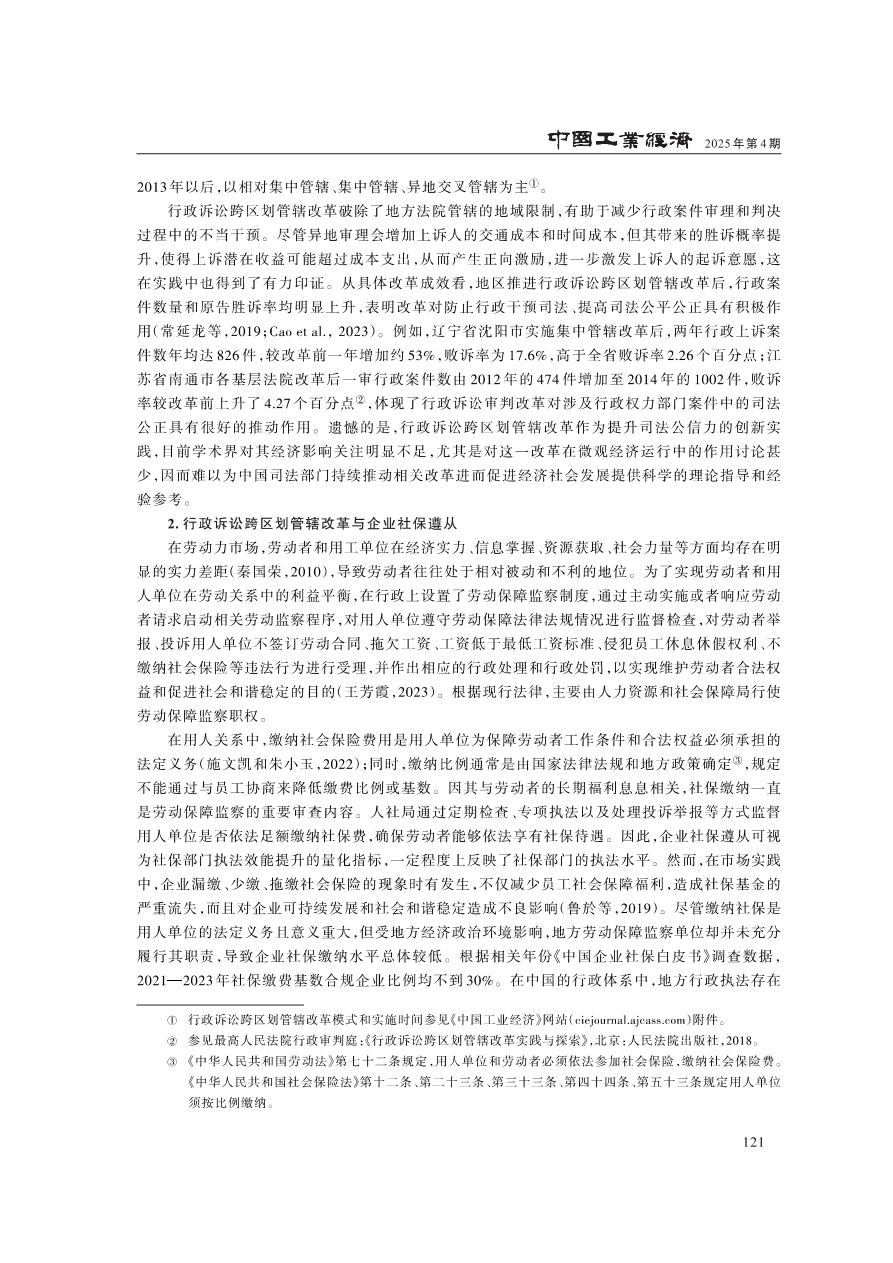 中國工業經濟 2025年第4期
2013年以后,以相对集中管辖、集中管辖、异地交叉管辖为主①。
行政诉讼跨区划管辖改革破除了地方法院管辖的地域限制,有助于减少行政案件审理和判决
过程中的不当干预。尽管异地审理会增加上诉人的交通成本和时间成本,但其带来的胜诉概率提
升,使得上诉潜在收益可能超过成本支出,从而产生正向激励,进一步激发上诉人的起诉意愿,这
在实践中也得到了有力印证。从具体改革成效看,地区推进行政诉讼跨区划管辖改革后,行政案
件数量和原告胜诉率均明显上升,表明改革对防止行政干预司法、提高司法公平公正具有积极作
用(常延龙等,2019;Cao et al., 2023)。例如,辽宁省沈阳市实施集中管辖改革后,两年行政上诉案
件数年均达826件,较改革前一年增加约53%,败诉率为17.6%,高于全省败诉率2.26个百分点;江
苏省南通市各基层法院改革后一审行政案件数由2012年的474件增加至2014年的1002件,败诉
率较改革前上升了4.27个百分点②,体现了行政诉讼审判改革对涉及行政权力部门案件中的司法
公正具有很好的推动作用。遗憾的是,行政诉讼跨区划管辖改革作为提升司法公信力的创新实
践,目前学术界对其经济影响关注明显不足,尤其是对这一改革在微观经济运行中的作用讨论甚
少,因而难以为中国司法部门持续推动相关改革进而促进经济社会发展提供科学的理论指导和经
验参考。
2. 行政诉讼跨区划管辖改革与企业社保遵从
在劳动力市场,劳动者和用工单位在经济实力、信息掌握、资源获取、社会力量等方面均存在明
显的实力差距(秦国荣,2010),导致劳动者往往处于相对被动和不利的地位。为了实现劳动者和用
人单位在劳动关系中的利益平衡,在行政上设置了劳动保障监察制度,通过主动实施或者响应劳动
者请求启动相关劳动监察程序,对用人单位遵守劳动保障法律法规情况进行监督检查,对劳动者举
报、投诉用人单位不签订劳动合同、拖欠工资、工资低于最低工资标准、侵犯员工休息休假权利、不
缴纳社会保险等违法行为进行受理,并作出相应的行政处理和行政处罚,以实现维护劳动者合法权
益和促进社会和谐稳定的目的(王芳霞,2023)。根据现行法律,主要由人力资源和社会保障局行使
劳动保障监察职权。
在用人关系中,缴纳社会保险费用是用人单位为保障劳动者工作条件和合法权益必须承担的
法定义务(施文凯和朱小玉,2022);同时,缴纳比例通常是由国家法律法规和地方政策确定③,规定
不能通过与员工协商来降低缴费比例或基数。因其与劳动者的长期福利息息相关,社保缴纳一直
是劳动保障监察的重要审查内容。人社局通过定期检查、专项执法以及处理投诉举报等方式监督
用人单位是否依法足额缴纳社保费,确保劳动者能够依法享有社保待遇。因此,企业社保遵从可视
为社保部门执法效能提升的量化指标,一定程度上反映了社保部门的执法水平。然而,在市场实践
中,企业漏缴、少缴、拖缴社会保险的现象时有发生,不仅减少员工社会保障福利,造成社保基金的
严重流失,而且对企业可持续发展和社会和谐稳定造成不良影响(鲁於等,2019)。尽管缴纳社保是
用人单位的法定义务且意义重大,但受地方经济政治环境影响,地方劳动保障监察单位却并未充分
履行其职责,导致企业社保缴纳水平总体较低。根据相关年份《中国企业社保白皮书》调查数据,
2021—2023年社保缴费基数合规企业比例均不到30%。在中国的行政体系中,地方行政执法存在
① 行政诉讼跨区划管辖改革模式和实施时间参见《中国工业经济》网站(ciejournal.ajcass.com)附件。
② 参见最高人民法院行政审判庭:《行政诉讼跨区划管辖改革实践与探索》,北京:人民法院出版社,2018。
③ 《中华人民共和国劳动法》第七十二条规定,用人单位和劳动者必须依法参加社会保险,缴纳社会保险费。
《中华人民共和国社会保险法》第十二条、第二十三条、第三十三条、第四十四条、第五十三条规定用人单位
须按比例缴纳。
121